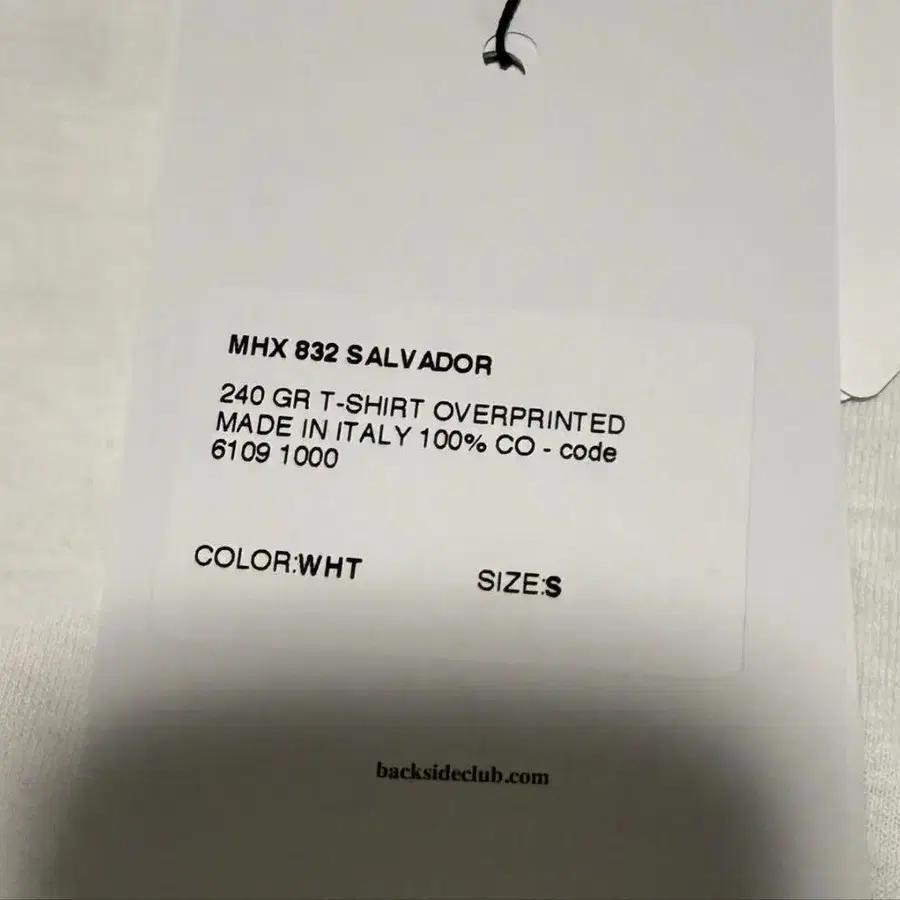 MHX 832 SALVADOR
240 GR T-SHIRT OVERPRINTED
MADE IN ITALY 100% CO - code
6109 1000
COLOR:WHT SIZE:S
backsideclub.com